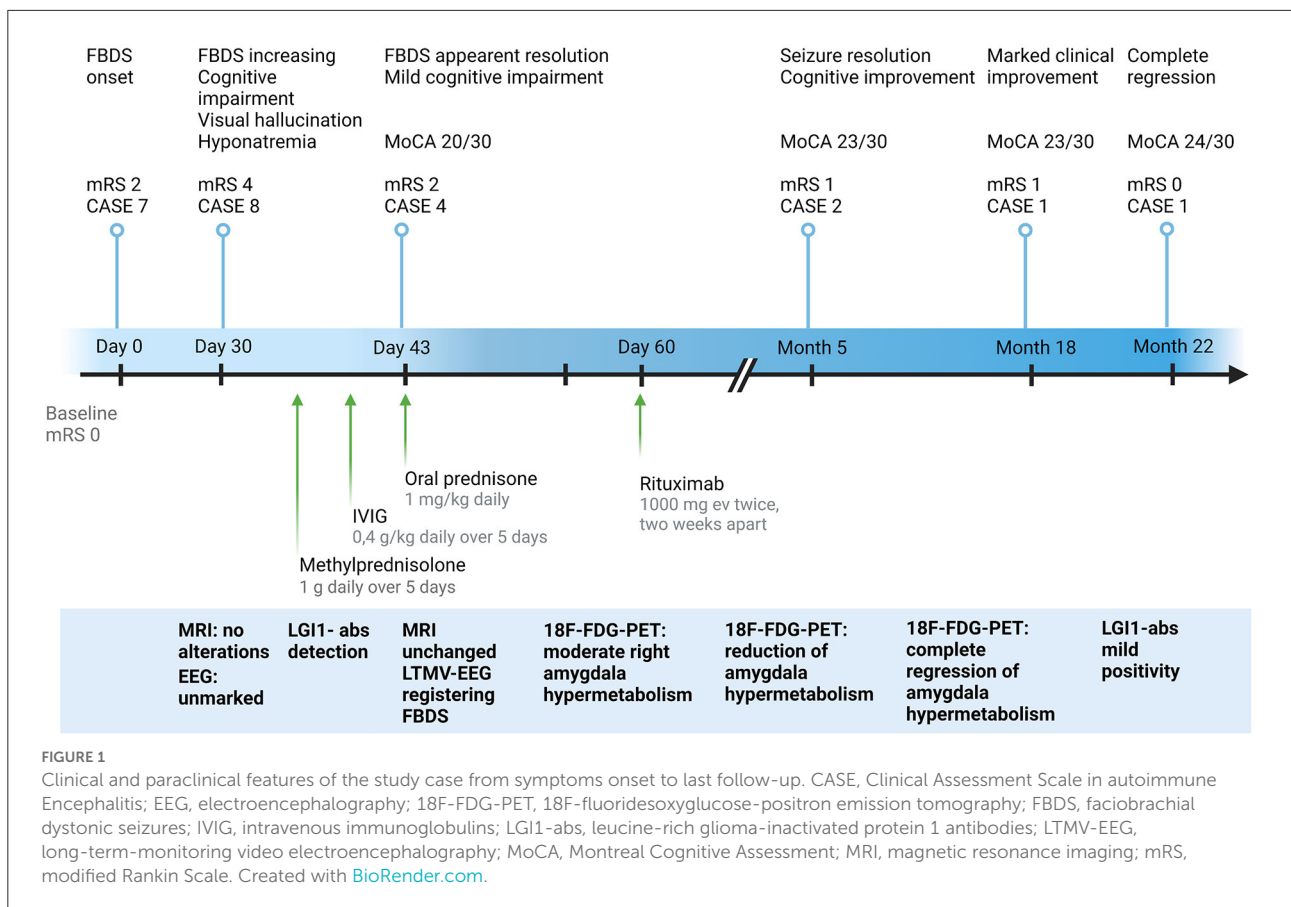 FBDS
onset
FBDS increasing
Cognitive
impairment
Visual hallucination
Hyponatremia
FBDS appearent resolution
Mild cognitive impairment
MoCA 20/30
Seizure resolution
Cognitive improvement
MoCA 23/30
Marked clinical
improvement
MoCA 23/30
Complete
regression
MoCA 24/30
mRS 2
CASE 7
mRS 4
CASE 8
mRS 2
CASE 4
mRS 1
CASE 2
mRS 1
CASE 1
mRS 0
CASE 1
Day 0
Day 30
Day 43
Day 60
Month 5
Month 18
Month 22
Baseline
mRS 0
Oral prednisone
1 mg/kg daily
Rituximab
1000 mg ev twice,
two weeks apart
IVIG
0,4 g/kg daily over 5 days
Methylprednisolone
1 g daily over 5 days
MRI: no
alterations
EEG:
unmarked
LGI1- abs
detection
MRI
unchanged
LTMV-EEG
registering
FBDS
18F-FDG-PET:
moderate right
amygdala
hypermetabolism
18F-FDG-PET:
reduction of
amygdala
hypermetabolism
18F-FDG-PET:
complete
regression of
amygdala
hypermetabolism
LGI1-abs
mild
positivity
FIGURE 1
Clinical and paraclinical features of the study case from symptoms onset to last follow-up. CASE, Clinical Assessment Scale in autoimmune
Encephalitis; EEG, electroencephalography; 18F-FDG-PET, 18F-fluoridesoxyglucose-positron emission tomography; FBDS, faciobrachial
dystonic seizures; IVIG, intravenous immunoglobulins; LGI1-abs, leucine-rich glioma-inactivated protein 1 antibodies; LTMV-EEG,
long-term-monitoring video electroencephalography; MoCA, Montreal Cognitive Assessment; MRI, magnetic resonance imaging; mRS,
modified Rankin Scale. Created with BioRender.com.